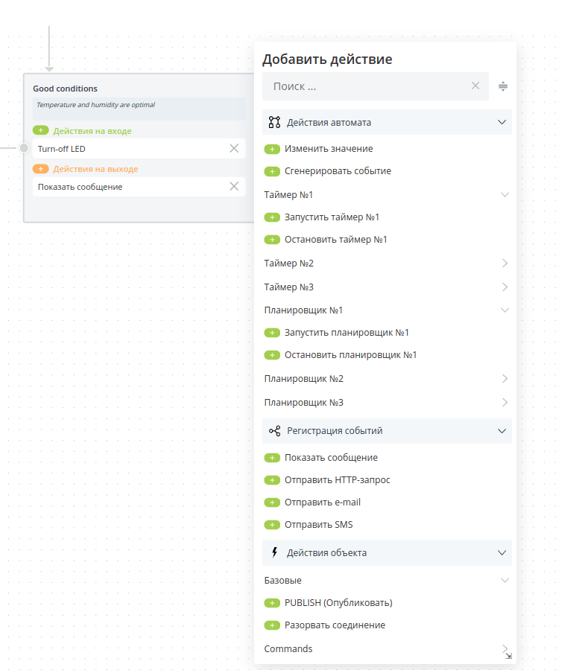 Good conditions
Temperature and humidity are optimal
Действия на входе
Turn-off LED
Действия на выходе
Показать сообщение
Добавить действие
Поиск ...
Действия автомата
Изменить значение
Сгенерировать событие
Таймер №1
Запустить таймер №1
Остановить таймер №1
Таймер №2
Таймер №3
Планировщик №1
Запустить планировщик №1
Остановить планировщик №1
Планировщик №2
Планировщик №3
Регистрация событий
Показать сообщение
Отправить HTTP-запрос
Отправить e-mail
Отправить SMS
Действия объекта
Базовые
PUBLISH (Опубликовать)
Разорвать соединение
Commands